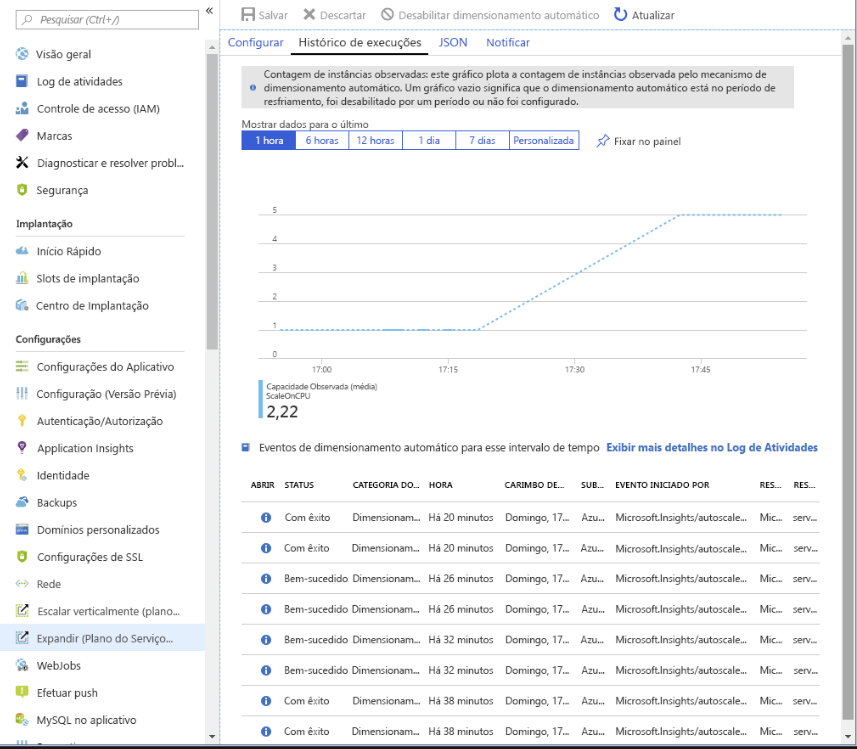 Pesquisar (Ctrl+/)
«
Visão geral
Log de atividades
Controle de acesso (IAM)
Marcas
Diagnosticar e resolver probl...
Segurança
Implantação
Início Rápido
Slots de implantação
Centro de Implantação
Configurações
Configurações do Aplicativo
Configuração (Versão Prévia)
Autenticação/Autorização
Application Insights
Identidade
Backups
Domínios personalizados
Configurações de SSL
Rede
Escalar verticalmente (plano...
Expandir (Plano do Serviço...
WebJobs
Efetuar push
MySQL no aplicativo
Salvar Descartar Desabilitar dimensionamento automático Atualizar
Configurar Histórico de execuções JSON Notificar
Contagem de instâncias observadas: este gráfico plota a contagem de instâncias observada pelo mecanismo de
dimensionamento automático. Um gráfico vazio significa que o dimensionamento automático está no período de
resfriamento, foi desabilitado por um período ou não foi configurado.
Mostrar dados para o último
1 hora 6 horas 12 horas 1 dia 7 dias Personalizada Fixar no painel
5
4
3
2
1
0
17:00 17:15 17:30 17:45
Capacidade Observada (média)
ScaleOnCPU
2,22
Eventos de dimensionamento automático para esse intervalo de tempo Exibir mais detalhes no Log de Atividades
ABRIR STATUS CATEGORIA DO... HORA CARIMBO DE... SUB... EVENTO INICIADO POR RES... RES...
Com êxito Dimensionam... Há 20 minutos Domingo, 17... Azu... Microsoft.Insights/autoscale... Mic... serv...
Com êxito Dimensionam... Há 20 minutos Domingo, 17... Azu... Microsoft.Insights/autoscale... Mic... serv...
Bem-sucedido Dimensionam... Há 26 minutos Domingo, 17... Azu... Microsoft.Insights/autoscale... Mic... serv...
Bem-sucedido Dimensionam... Há 26 minutos Domingo, 17... Azu... Microsoft.Insights/autoscale... Mic... serv...
Bem-sucedido Dimensionam... Há 32 minutos Domingo, 17... Azu... Microsoft.Insights/autoscale... Mic... serv...
Bem-sucedido Dimensionam... Há 32 minutos Domingo, 17... Azu... Microsoft.Insights/autoscale... Mic... serv...
Com êxito Dimensionam... Há 38 minutos Domingo, 17... Azu... Microsoft.Insights/autoscale... Mic... serv...
Com êxito Dimensionam... Há 38 minutos Domingo, 17... Azu... Microsoft.Insights/autoscale... Mic... serv...